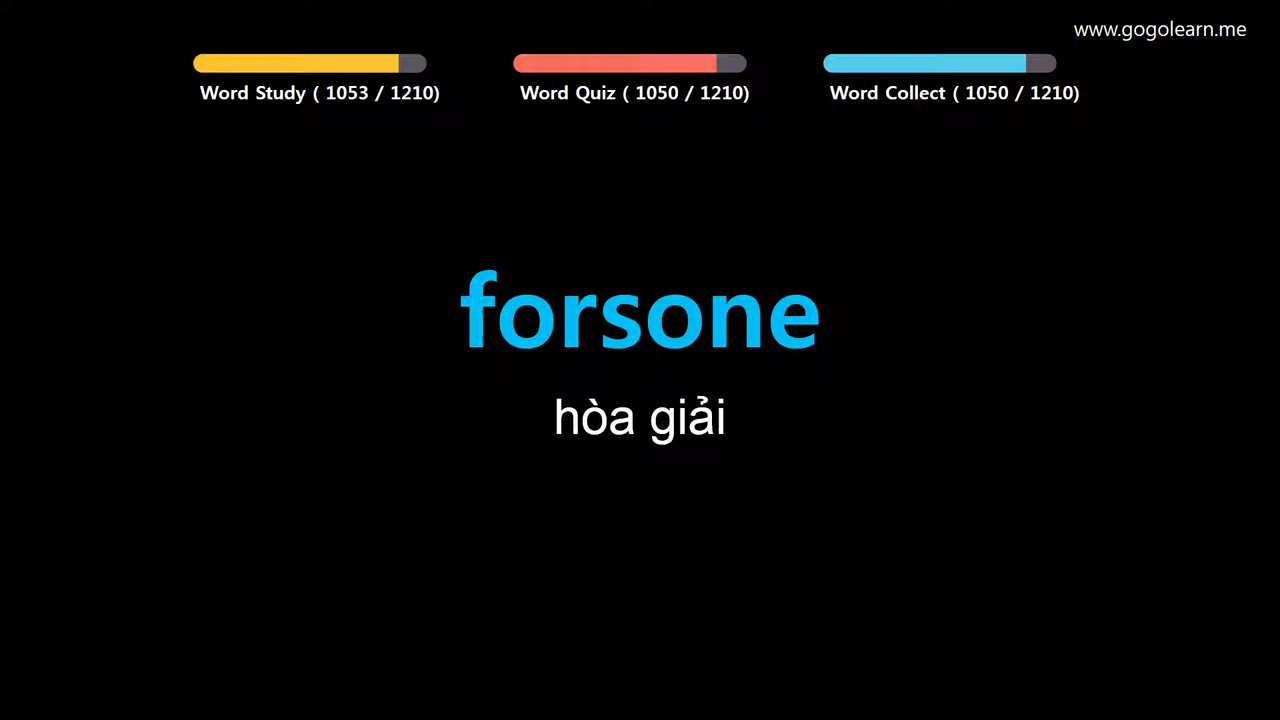 www.gogolearn.me
Word Study ( 1053 / 1210)
Word Quiz ( 1050 / 1210)
Word Collect ( 1050 / 1210)
forsone
hòa giải